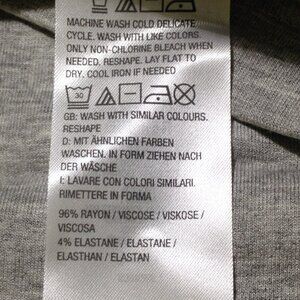 MACHINE WASH COLD DELICATE
CYCLE. WASH WITH LIKE COLORS.
ONLY NON-CHLORINE BLEACH WHEN
NEEDED. RESHAPE. LAY FLAT TO
DRY. COOL IRON IF NEEDED
30
GB: WASH WITH SIMILAR COLOURS.
RESHAPE
D: MIT ÄHNLICHEN FARBEN
WASCHEN. IN FORM ZIEHEN NACH
DER WÄSCHE
I: LAVARE CON COLORI SIMILARI.
RIMETTERE IN FORMA
96% RAYON / VISCOSE / VISKOSE /
VISCOSA
4% ELASTANE / ELASTANE /
ELASTHAN / ELASTAN